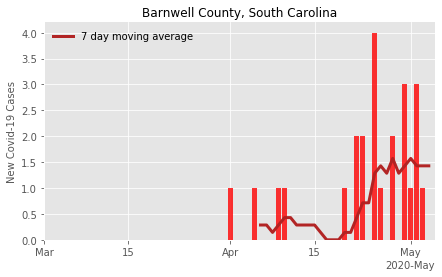 Barnwell County, South Carolina
7 day moving average
New Covid-19 Cases
4.0
3.5
3.0
2.5
2.0
1.5
1.0
0.5
0.0
Mar
15
Apr
15
May
2020-May